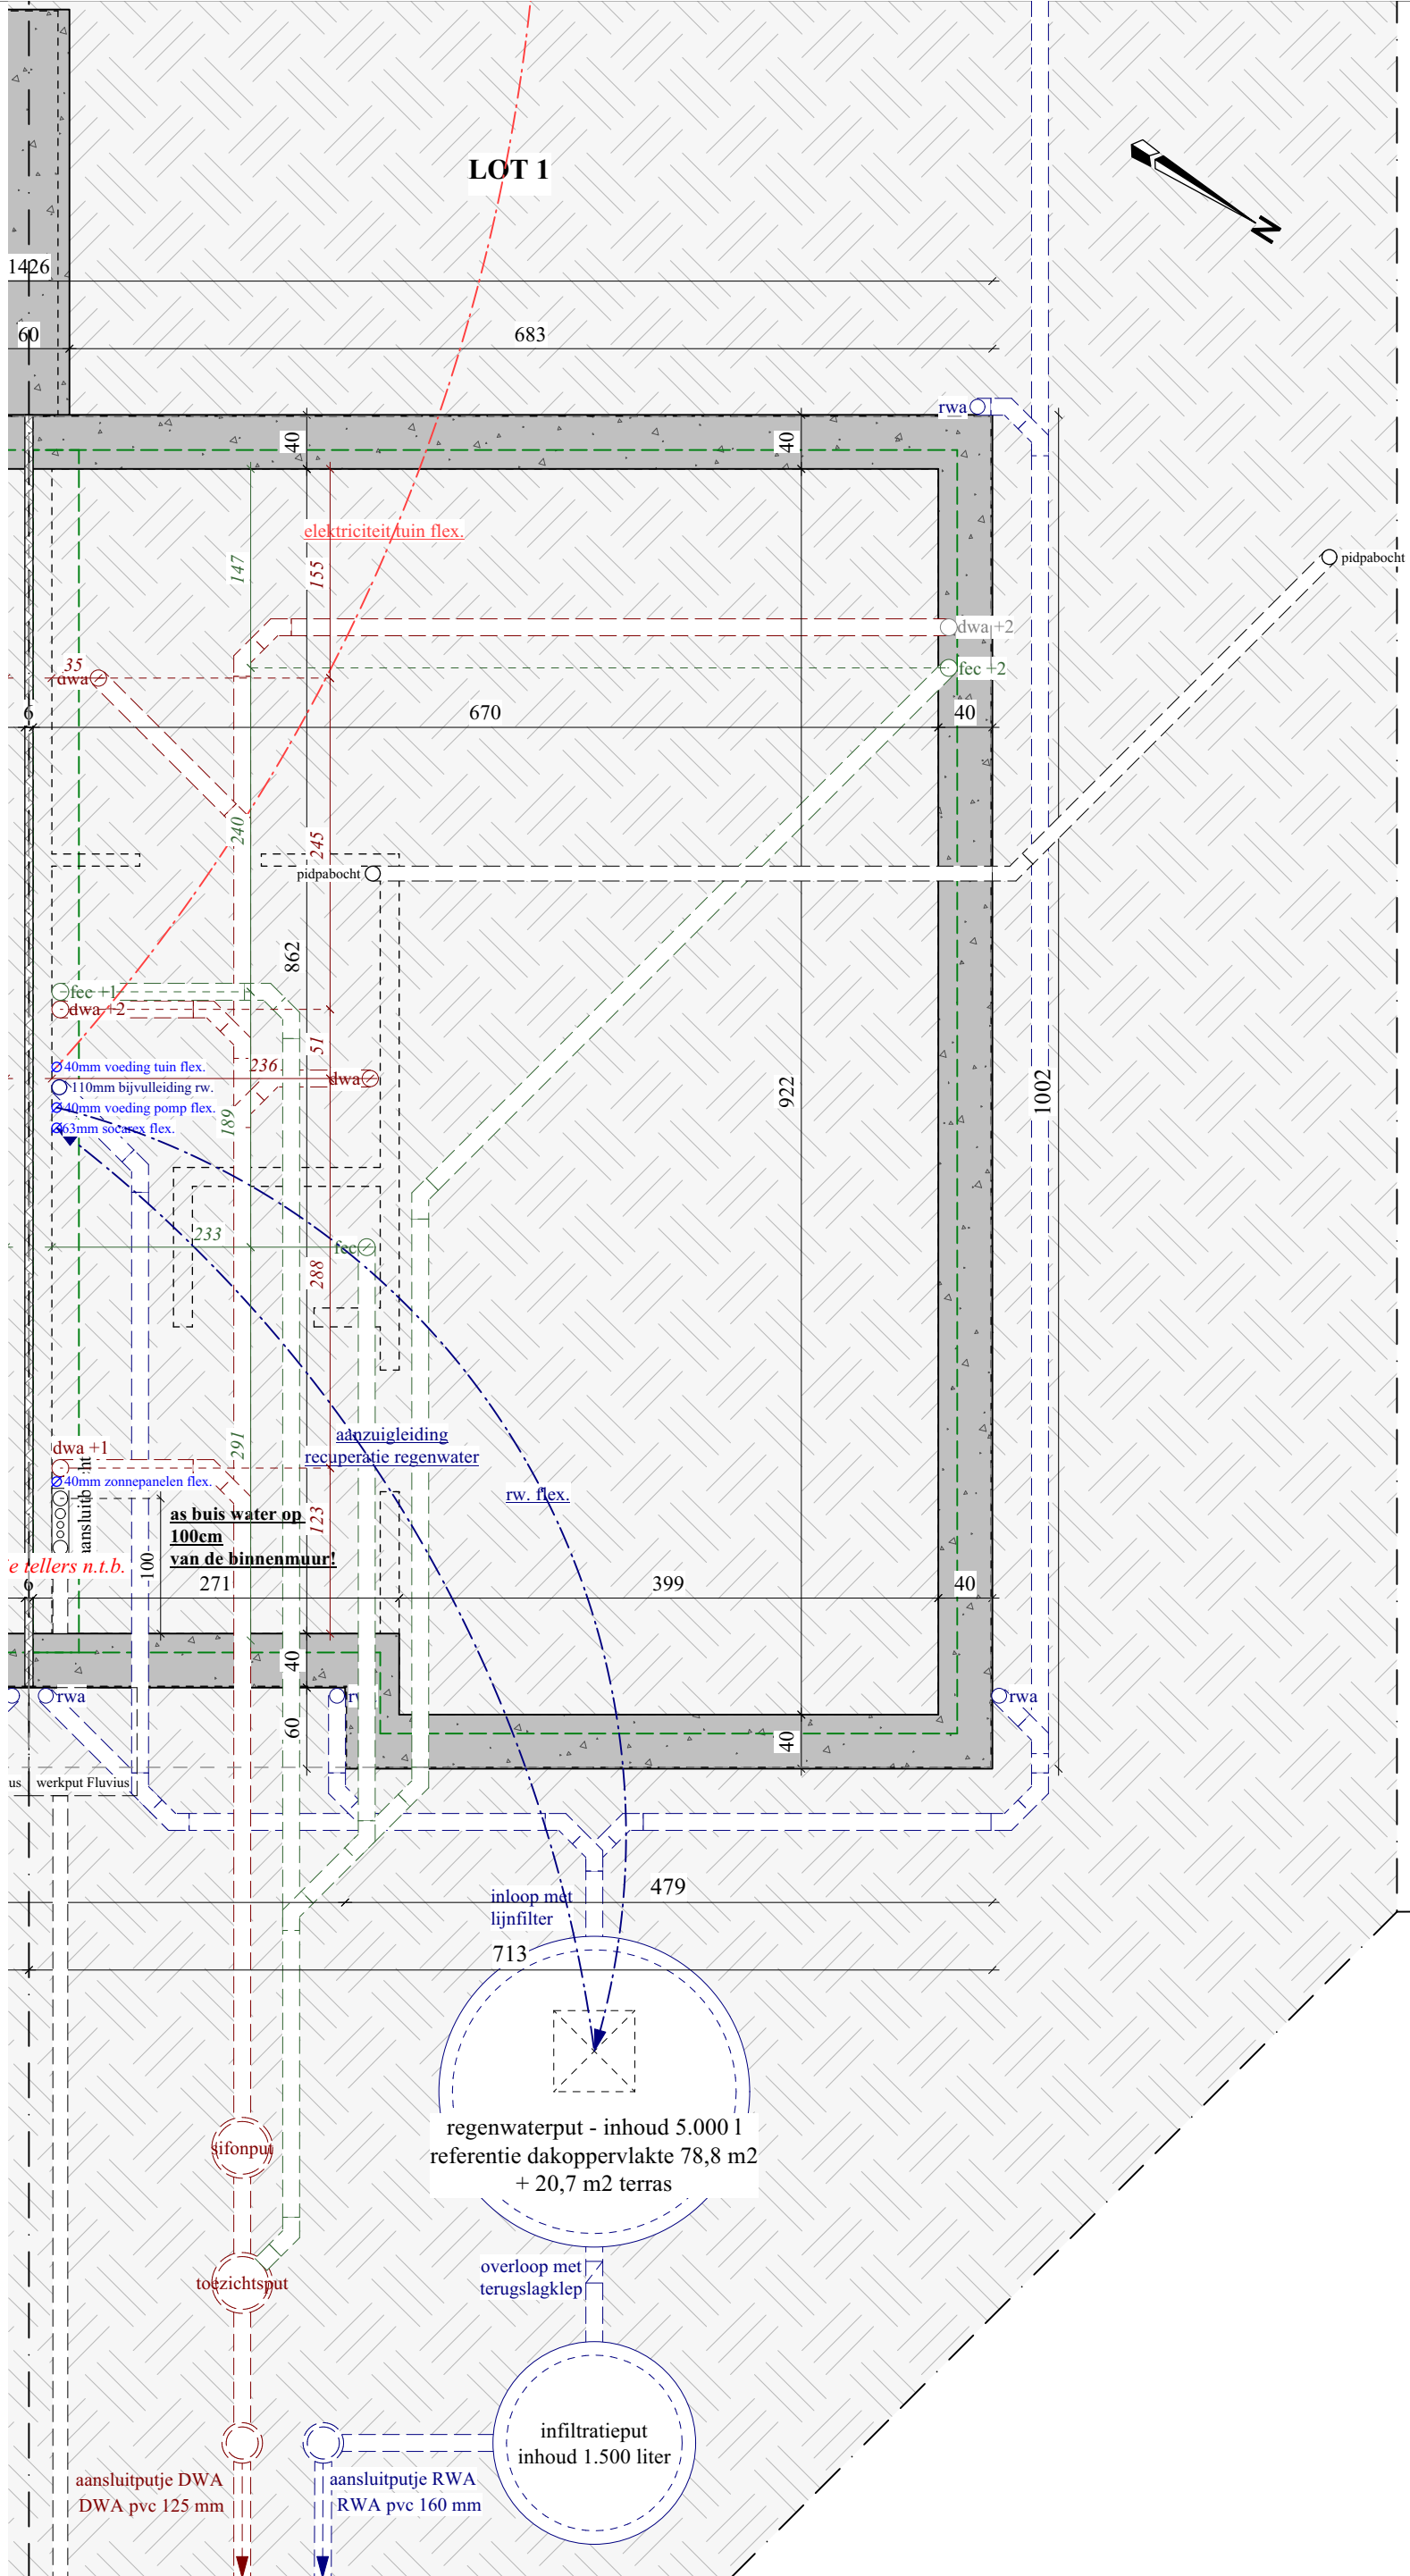 LOT 1
N
1426
60
683
rwa
40
40
elektriciteit tuin flex.
147
155
pidpabocht
dwa +2
35
dwa
fec +2
6
670
40
240
245
pidpabocht
862
fec +1
dwa +2
51
236
40mm voeding tuin flex.
dwa
110mm bijvulleiding rw.
922
1002
40mm voeding pomp flex.
189
63mm socarex flex.
233
fec
288
aanzuigleiding
recuperatie regenwater
291
dwa +1
40mm zonnepanelen flex.
rw. flex.
as buis water op
100cm
van de binnenmuur!
123
100
e tellers n.t.b.
6
271
399
40
40
rwa
rwa
60
40
us
werkput Fluvius
479
inloop met
lijnfilter
713
regenwaterput - inhoud 5.000 l
referentie dakoppervlakte 78,8 m2
+ 20,7 m2 terras
sifonput
overloop met
terugslagklep
toezichtsput
infiltratieput
inhoud 1.500 liter
aansluitputje DWA
DWA pvc 125 mm
aansluitputje RWA
RWA pvc 160 mm